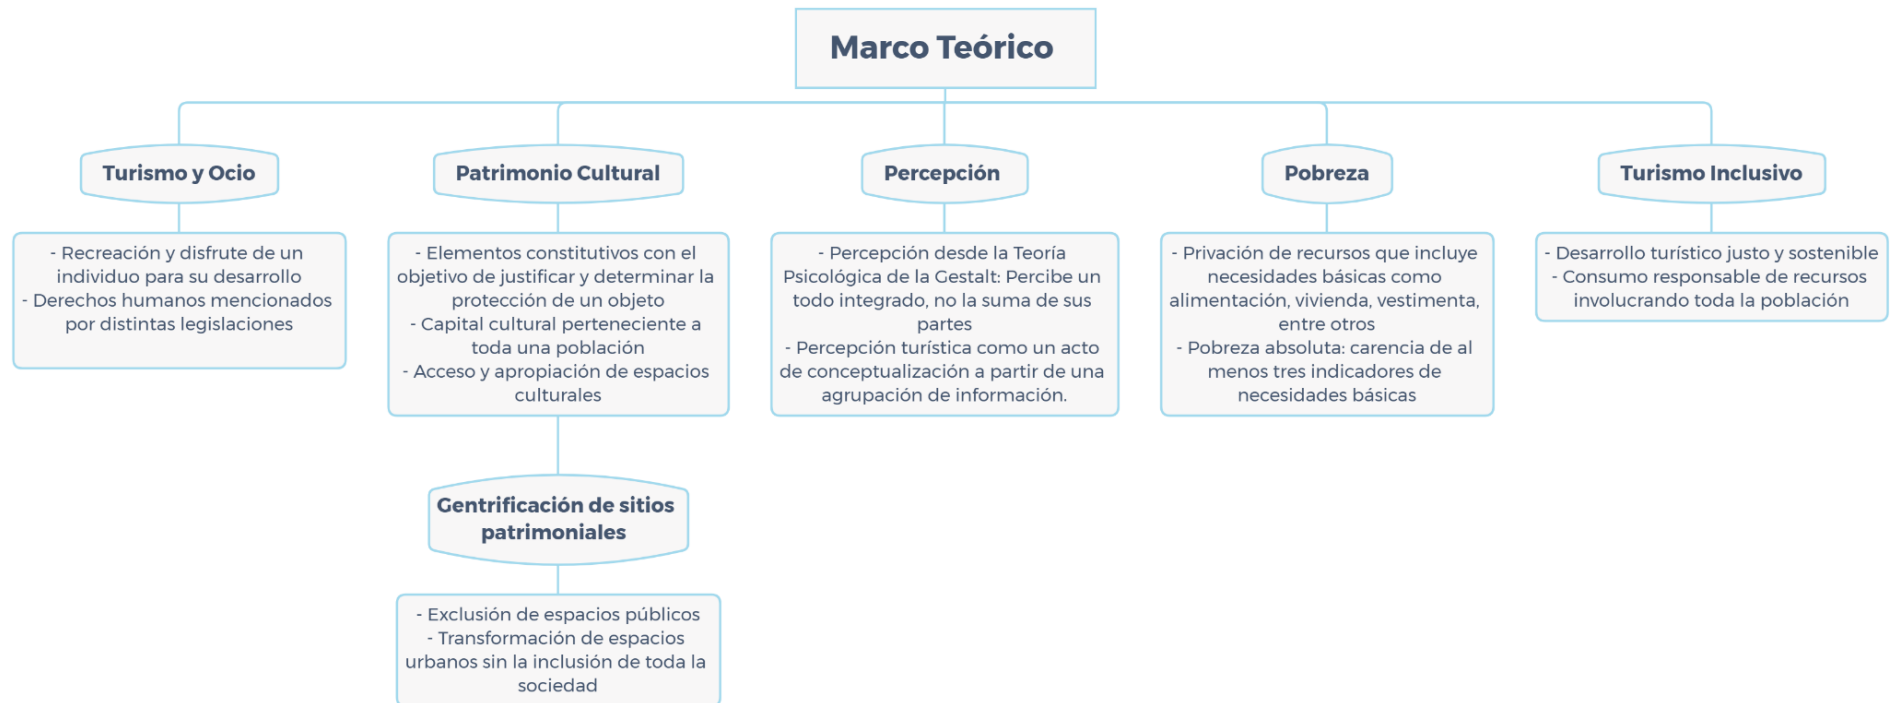 Marco Teórico
Turismo y Ocio
- Recreación y disfrute de un
individuo para su desarrollo
- Derechos humanos mencionados
por distintas legislaciones
Patrimonio Cultural
- Elementos constitutivos con el
objetivo de justificar y determinar la
protección de un objeto
- Capital cultural perteneciente a
toda una población
- Acceso y apropiación de espacios
culturales
Gentrificación de sitios
patrimoniales
- Exclusión de espacios públicos
- Transformación de espacios
urbanos sin la inclusión de toda la
sociedad
Percepción
- Percepción desde la Teoría
Psicológica de la Gestalt: Percibe un
todo integrado, no la suma de sus
partes
- Percepción turística como un acto
de conceptualización a partir de una
agrupación de información.
Pobreza
- Privación de recursos que incluye
necesidades básicas como
alimentación, vivienda, vestimenta,
entre otros
- Pobreza absoluta: carencia de al
menos tres indicadores de
necesidades básicas
Turismo Inclusivo
- Desarrollo turístico justo y sostenible
- Consumo responsable de recursos
involucrando toda la población